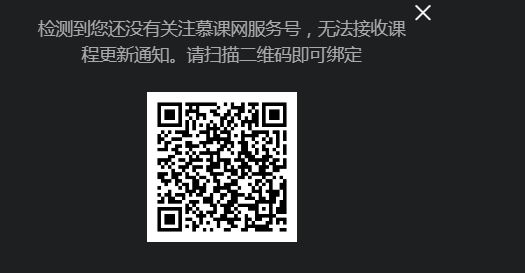 检测到您还没有关注慕课网服务号，无法接收课
程更新通知。请扫描二维码即可绑定